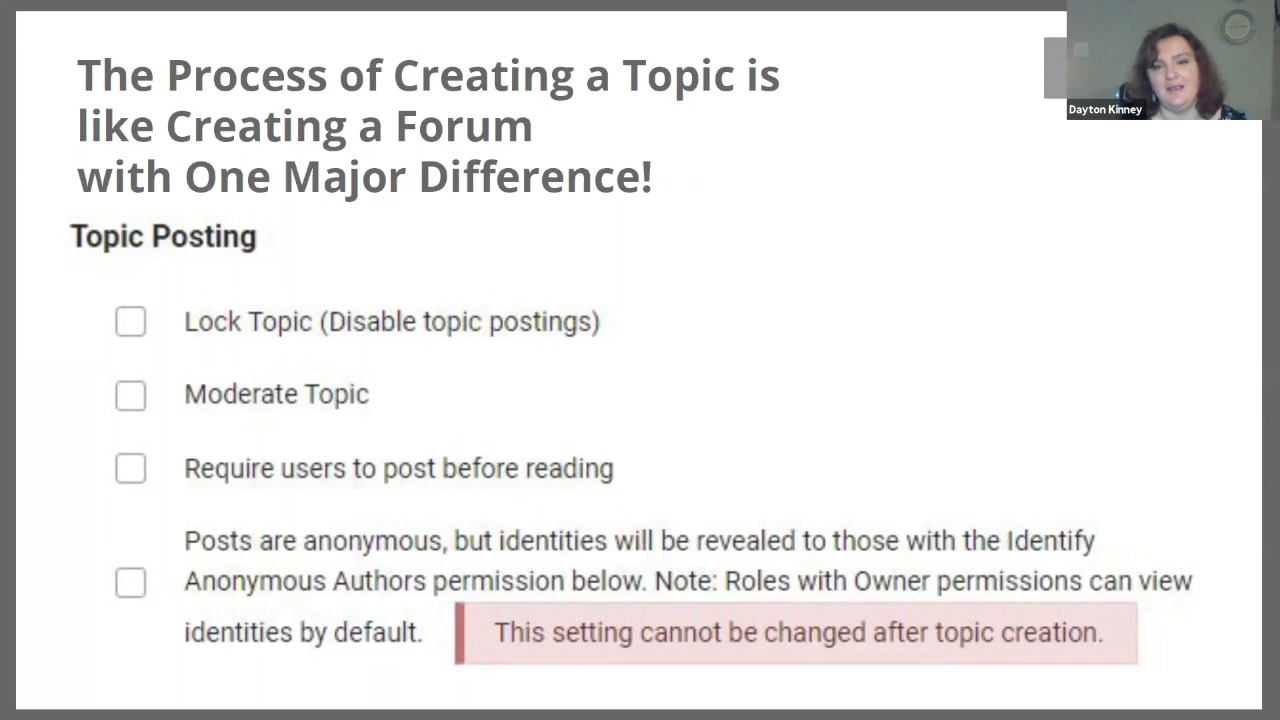 The Process of Creating a Topic is
like Creating a Forum
with One Major Difference!
Dayton Kinney
Topic Posting
Lock Topic (Disable topic postings)
Moderate Topic
Require users to post before reading
Posts are anonymous, but identities will be revealed to those with the Identify
Anonymous Authors permission below. Note: Roles with Owner permissions can view
identities by default.
This setting cannot be changed after topic creation.